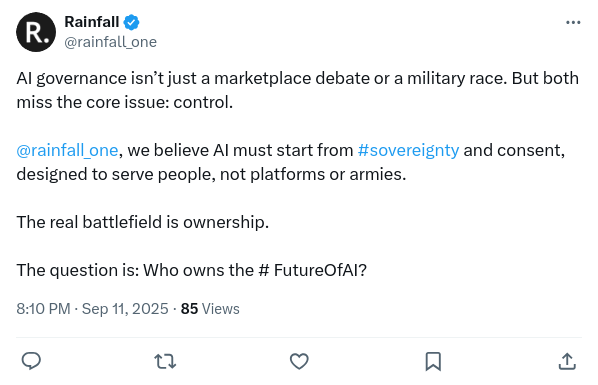 R.
Rainfall
@rainfall_one
AI governance isn’t just a marketplace debate or a military race. But both
miss the core issue: control.
@rainfall_one, we believe AI must start from #sovereignty and consent,
designed to serve people, not platforms or armies.
The real battlefield is ownership.
The question is: Who owns the # FutureOfAI?
8:10 PM · Sep 11, 2025 · 85 Views